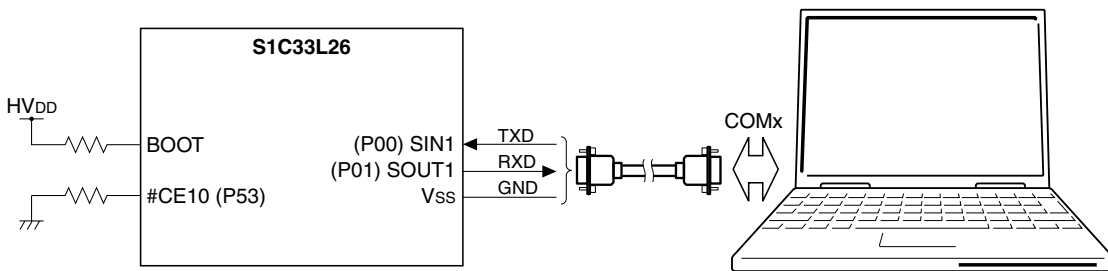 S1C33L26
HVDD
BOOT
#CE10 (P53)
(P00) SIN1
(P01) SOUT1
VSS
TXD
RXD
GND
COMx